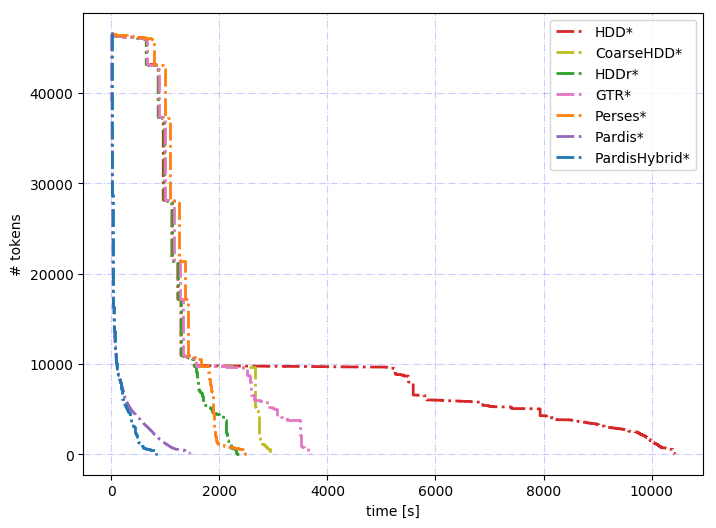 HDD*
CoarseHDD*
HDDr*
GTR*
Perses*
Pardis*
PardisHybrid*
# tokens
40000
30000
20000
10000
0
0 2000 4000 6000 8000 10000
time [s]